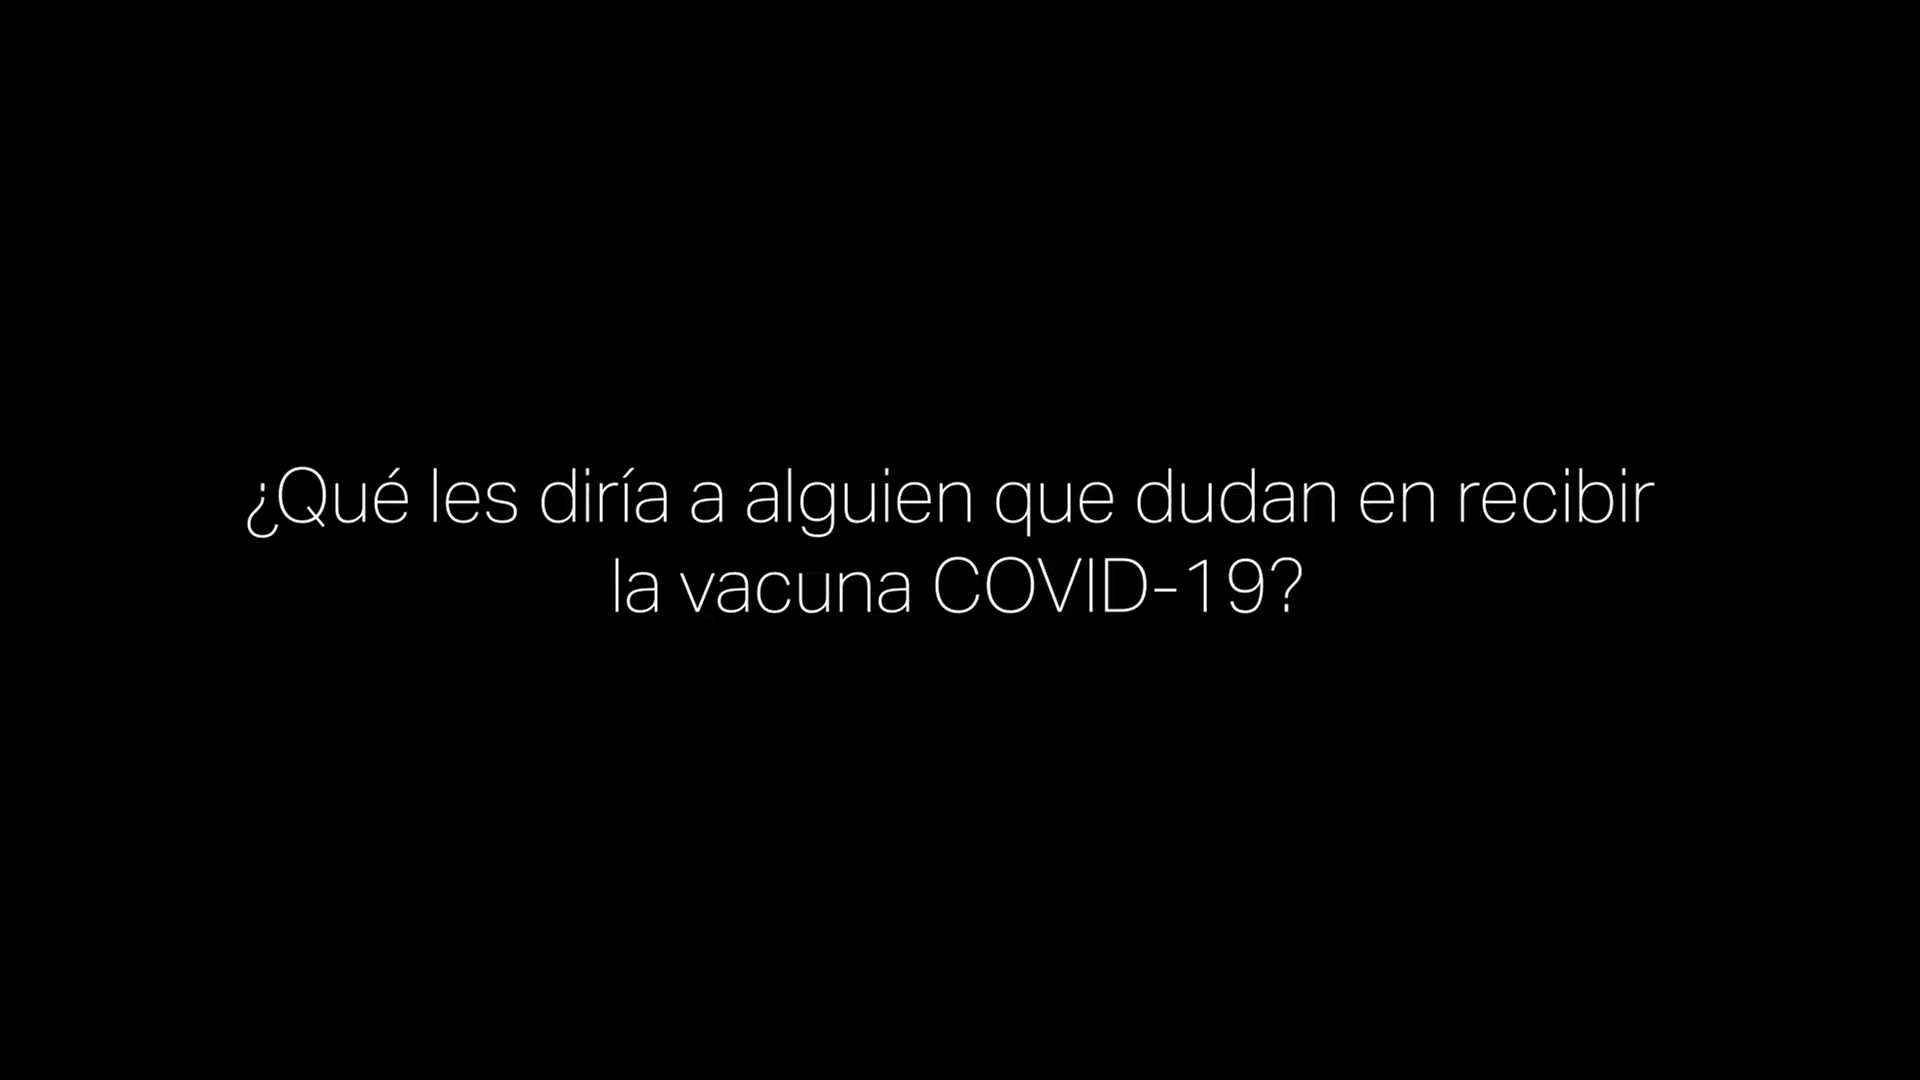 ¿Qué les diría a alguien que dudan en recibir
la vacuna COVID-19?